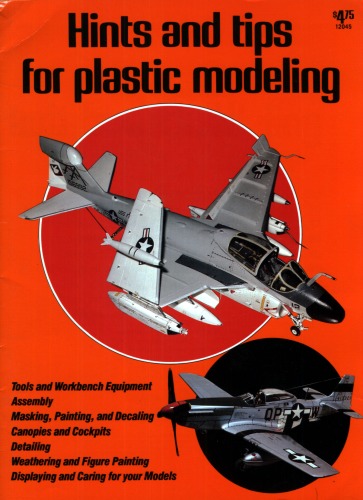 Hints and tips
for plastic modeling
$4.75
12045
Tools and Workbench Equipment
Assembly
Masking, Painting, and Decaling
Canopies and Cockpits
Detailing
Weathering and Figure Painting
Displaying and Caring for your Models
QP W